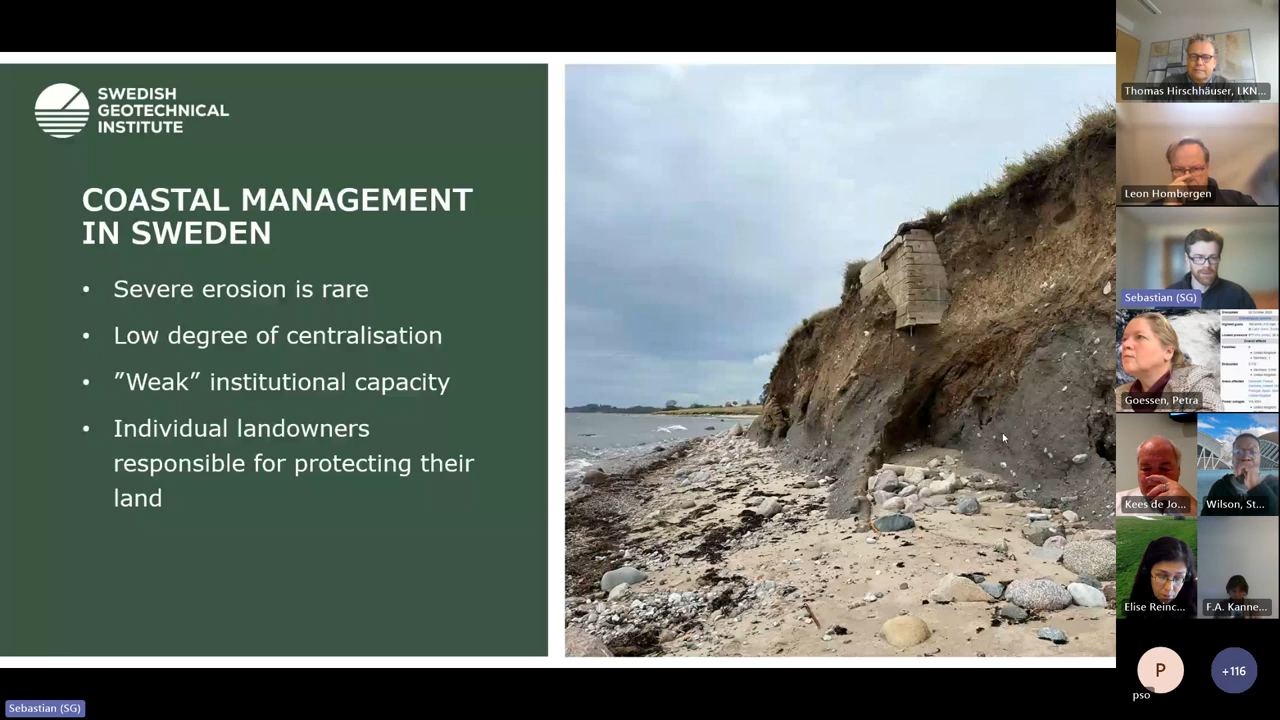 SWEDISH
GEOTECHNICAL
INSTITUTE
COASTAL MANAGEMENT
IN SWEDEN
• Severe erosion is rare
• Low degree of centralisation
• ”Weak” institutional capacity
• Individual landowners
responsible for protecting their
land
Thomas Hirschhäuser, LKN...
Leon Hombergen
Sebastian (SG)
Goessen, Petra
Kees de Jo...
Wilson, St...
Elise Reinc...
F.A. Kanne...
P
pso
+116
Sebastian (SG)